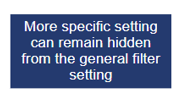 More specific setting
can remain hidden
from the general filter
setting